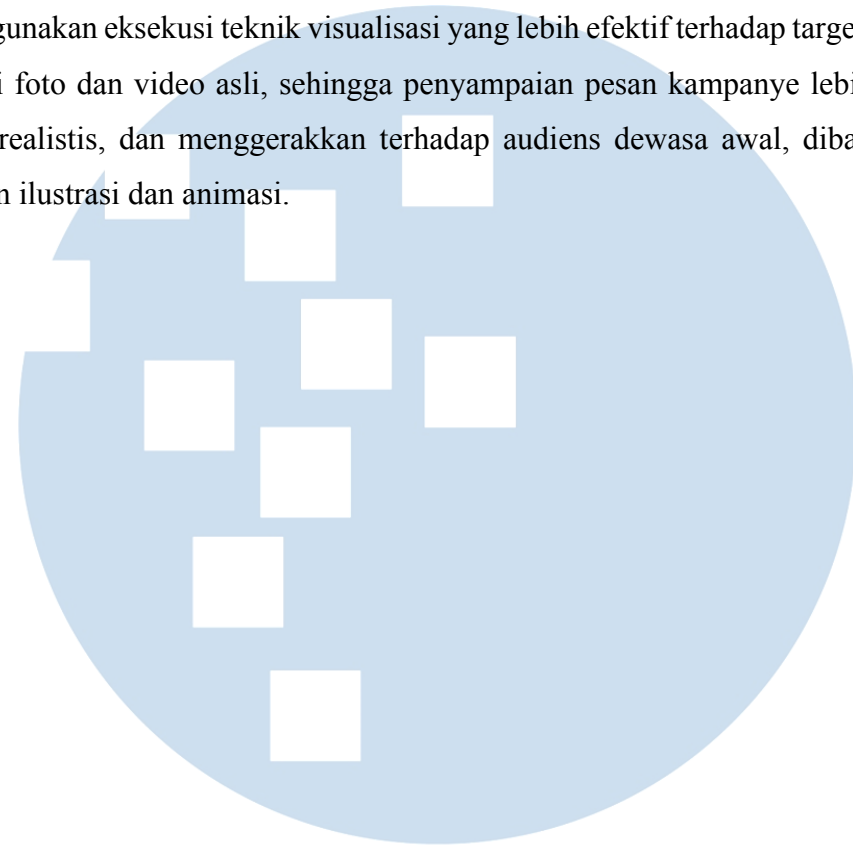 gunakan eksekusi teknik visualisasi yang lebih efektif terhadap targe
i foto dan video asli, sehingga penyampaian pesan kampanye lebi
realistis, dan menggerakkan terhadap audiens dewasa awal, diba
n ilustrasi dan animasi.